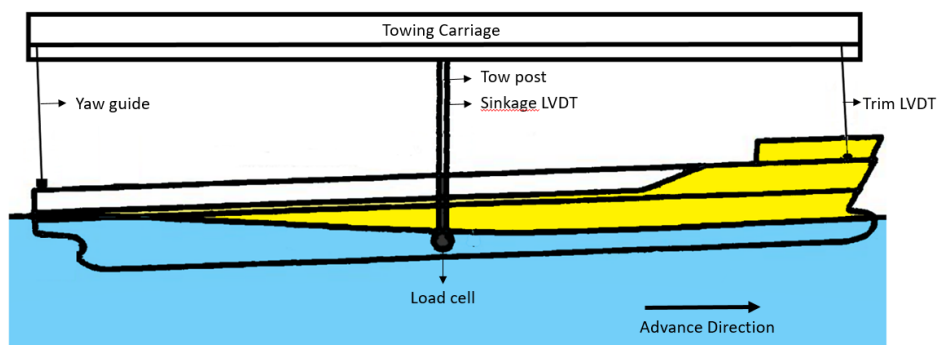 Towing Carriage
Tow post
Yaw guide
Sinkage LVDT
Trim LVDT
Load cell
Advance Direction